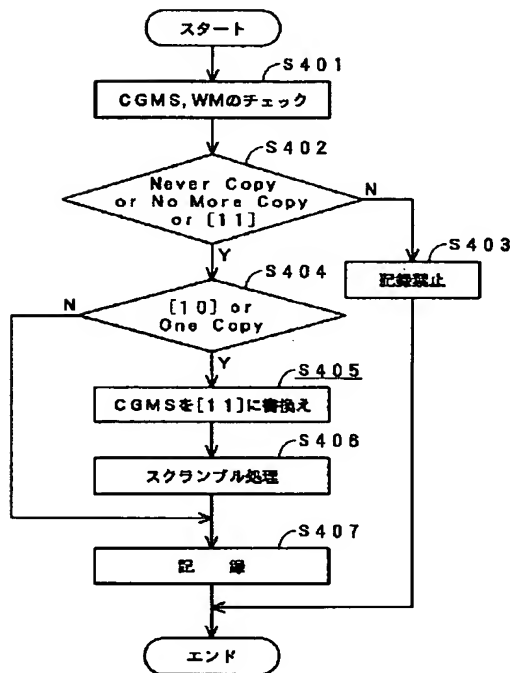 スタート
S401
CGMS,WMのチェック
S402
Never Copy
or No More Copy
or [11]
N
Y
S403
記録禁止
S404
[10] or
One Copy
N
Y
S405
CGMSを[11]に書換え
S406
スクランブル処理
S407
記 録
エンド